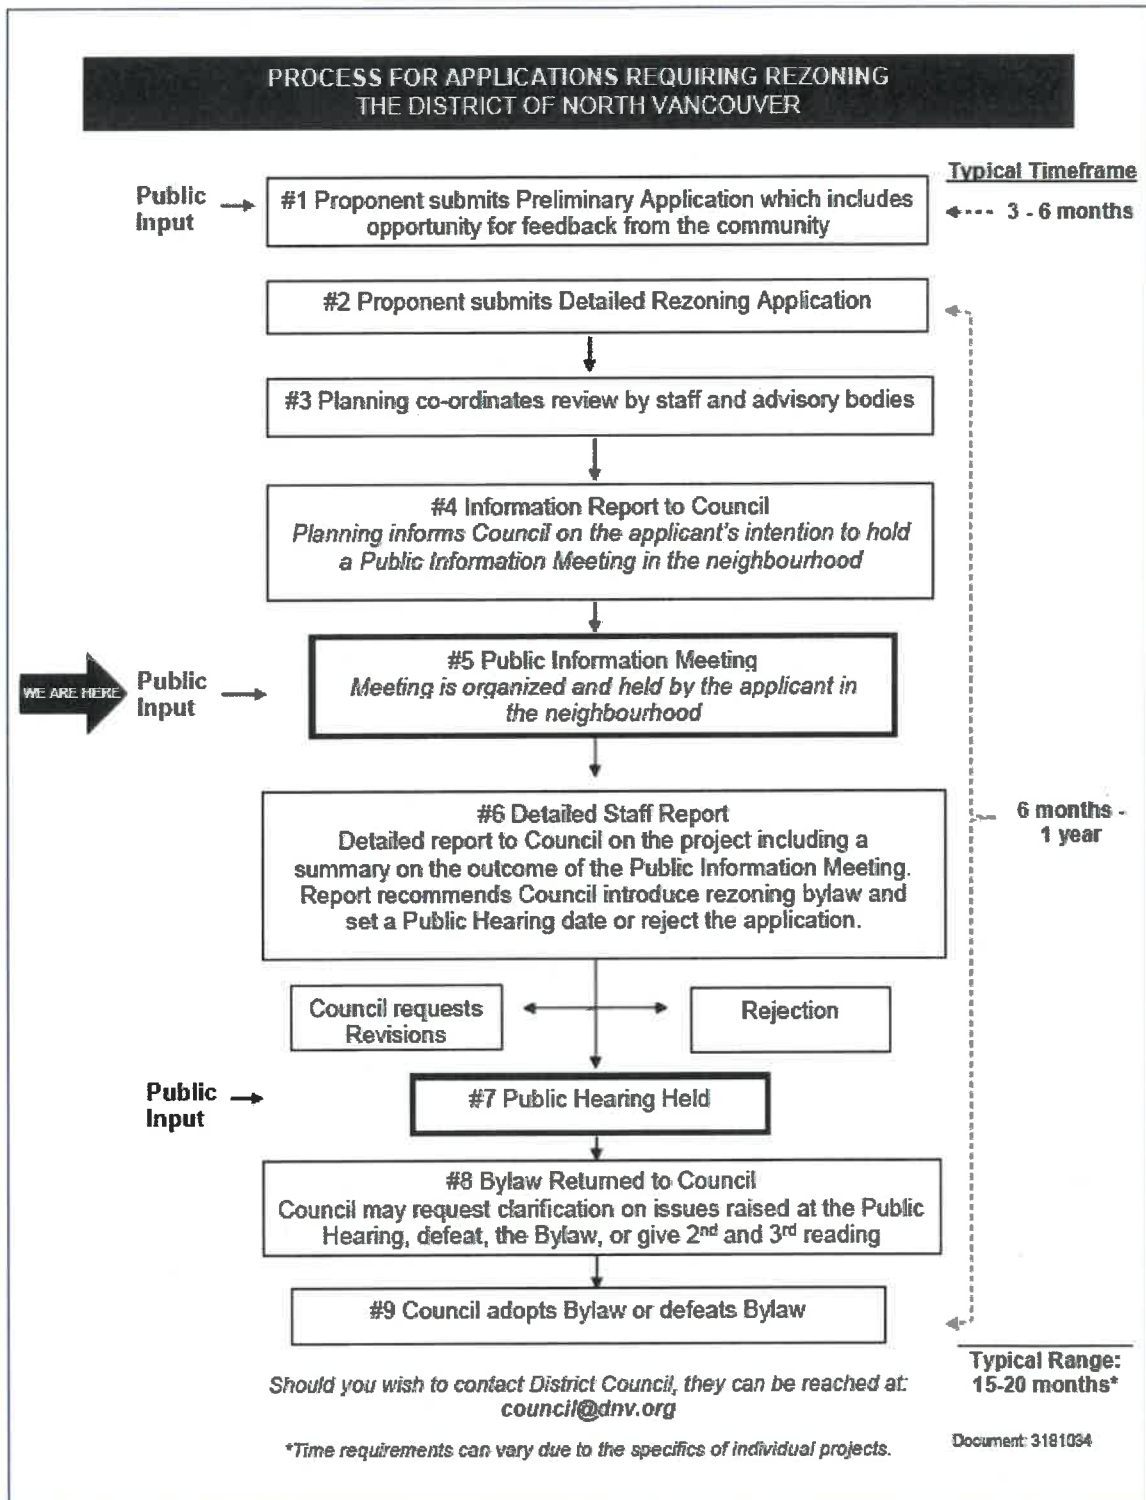 PROCESS FOR APPLICATIONS REQUIRING REZONING
THE DISTRICT OF NORTH VANCOUVER
Typical Timeframe
Public
Input
#1 Proponent submits Preliminary Application which includes
opportunity for feedback from the community
3 - 6 months
#2 Proponent submits Detailed Rezoning Application
#3 Planning co-ordinates review by staff and advisory bodies
#4 Information Report to Council
Planning informs Council on the applicant's intention to hold
a Public Information Meeting in the neighbourhood
WE ARE HERE
Public
Input
#5 Public Information Meeting
Meeting is organized and held by the applicant in
the neighbourhood
#6 Detailed Staff Report
Detailed report to Council on the project including a
summary on the outcome of the Public Information Meeting.
Report recommends Council introduce rezoning bylaw and
set a Public Hearing date or reject the application.
6 months -
1 year
Council requests
Revisions
Rejection
Public
Input
#7 Public Hearing Held
#8 Bylaw Returned to Council
Council may request clarification on issues raised at the Public
Hearing, defeat, the Bylaw, or give 2nd and 3rd reading
#9 Council adopts Bylaw or defeats Bylaw
Typical Range:
15-20 months*
Should you wish to contact District Council, they can be reached at:
council@dnv.org
*Time requirements can vary due to the specifics of individual projects.
Document: 3181034